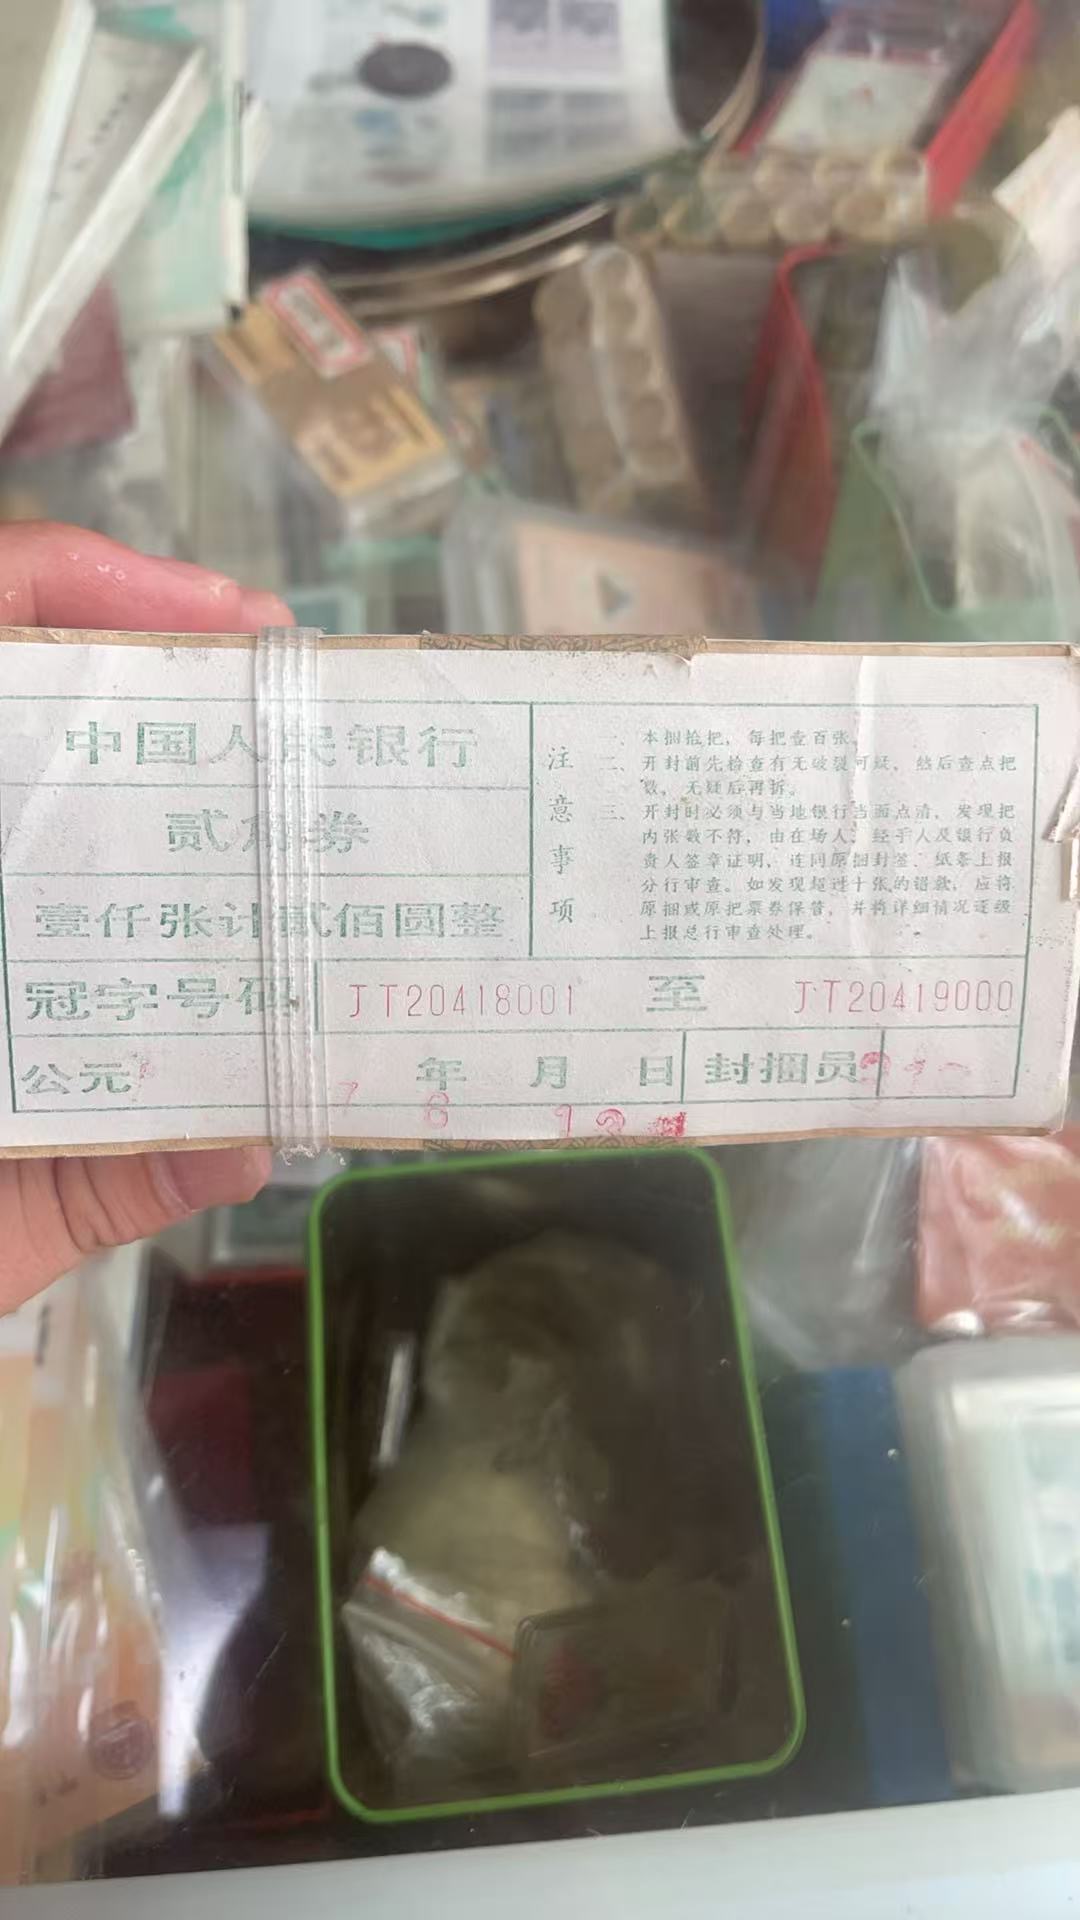 中国人民银行
贰角券
壹仟张计贰佰圆整
注意事项
一、本捆拾把，每把壹百张。
二、开封前先检查有无破裂可疑，然后查点把
数，无疑后再拆。
三、开封时必须与当地银行当面点清，发现把
内张数不符，由在场人、经手人及银行负
责人签章证明，连同原捆封签、纸条上报
分行审查。如发现超过十张的错款，应将
原捆或原把票券保管，并将详细情况逐级
上报总行审查处理。
冠字号码 JT20418001 至 JT20419000
公元 年 月 日 封捆员